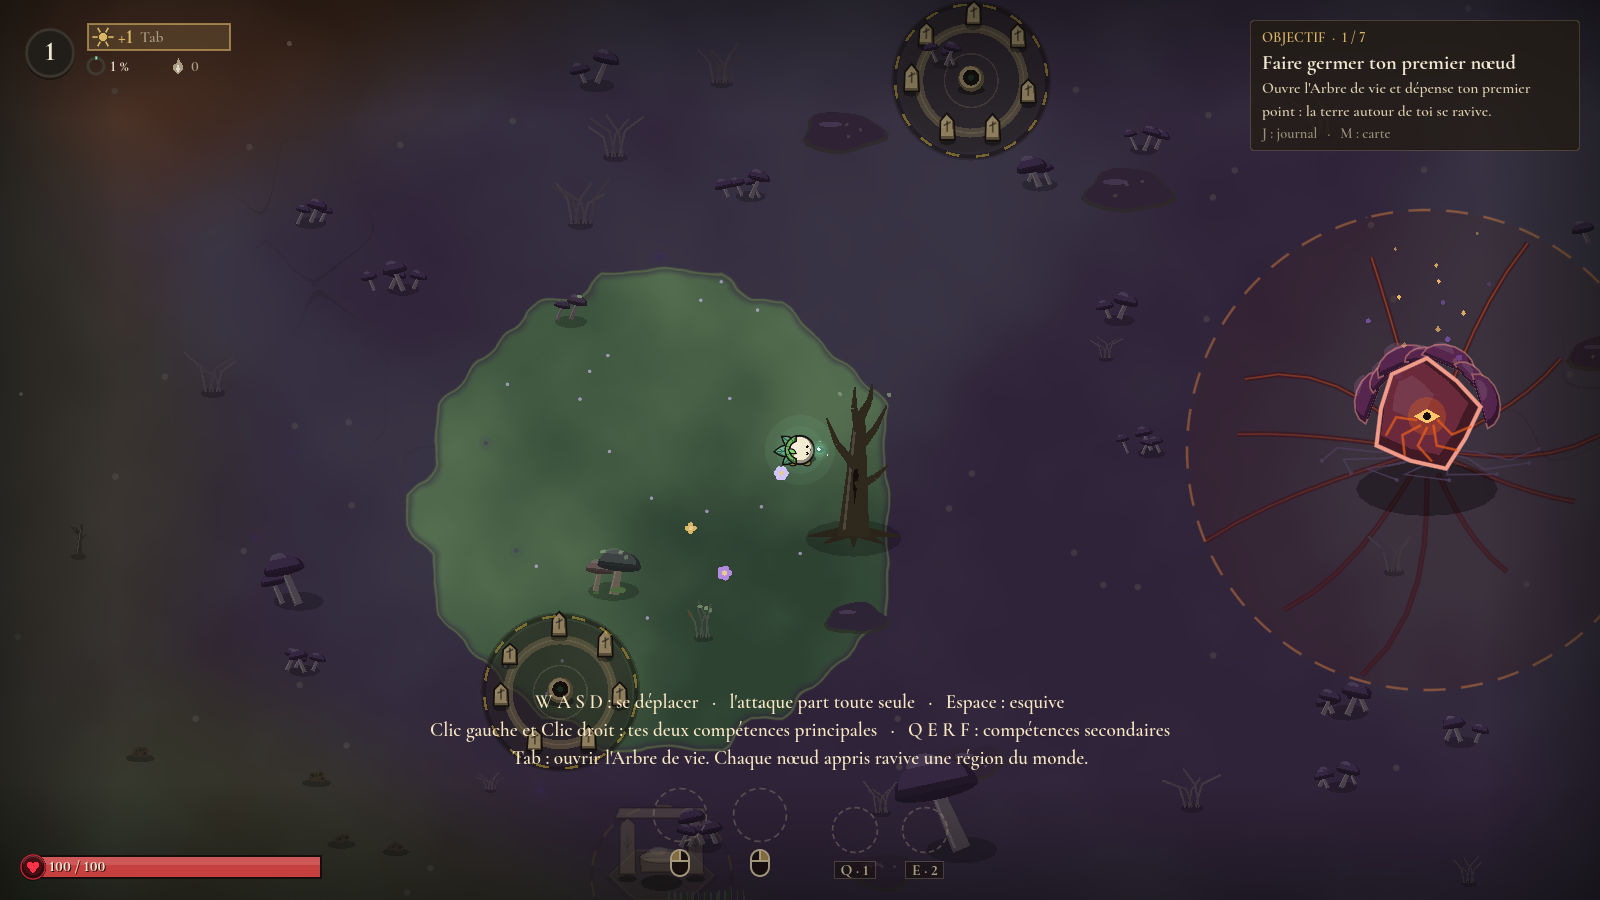 1
+1 Tab
1 %
0
OBJECTIF · 1 / 7
Faire germer ton premier nœud
Ouvre l'Arbre de vie et dépense ton premier
point : la terre autour de toi se ravive.
J : journal · M : carte
W A S D : se déplacer · l'attaque part toute seule · Espace : esquive
Clic gauche et Clic droit : tes deux compétences principales · Q E R F : compétences secondaires
Tab : ouvrir l'Arbre de vie. Chaque nœud appris ravive une région du monde.
100 / 100
Q · 1
E · 2